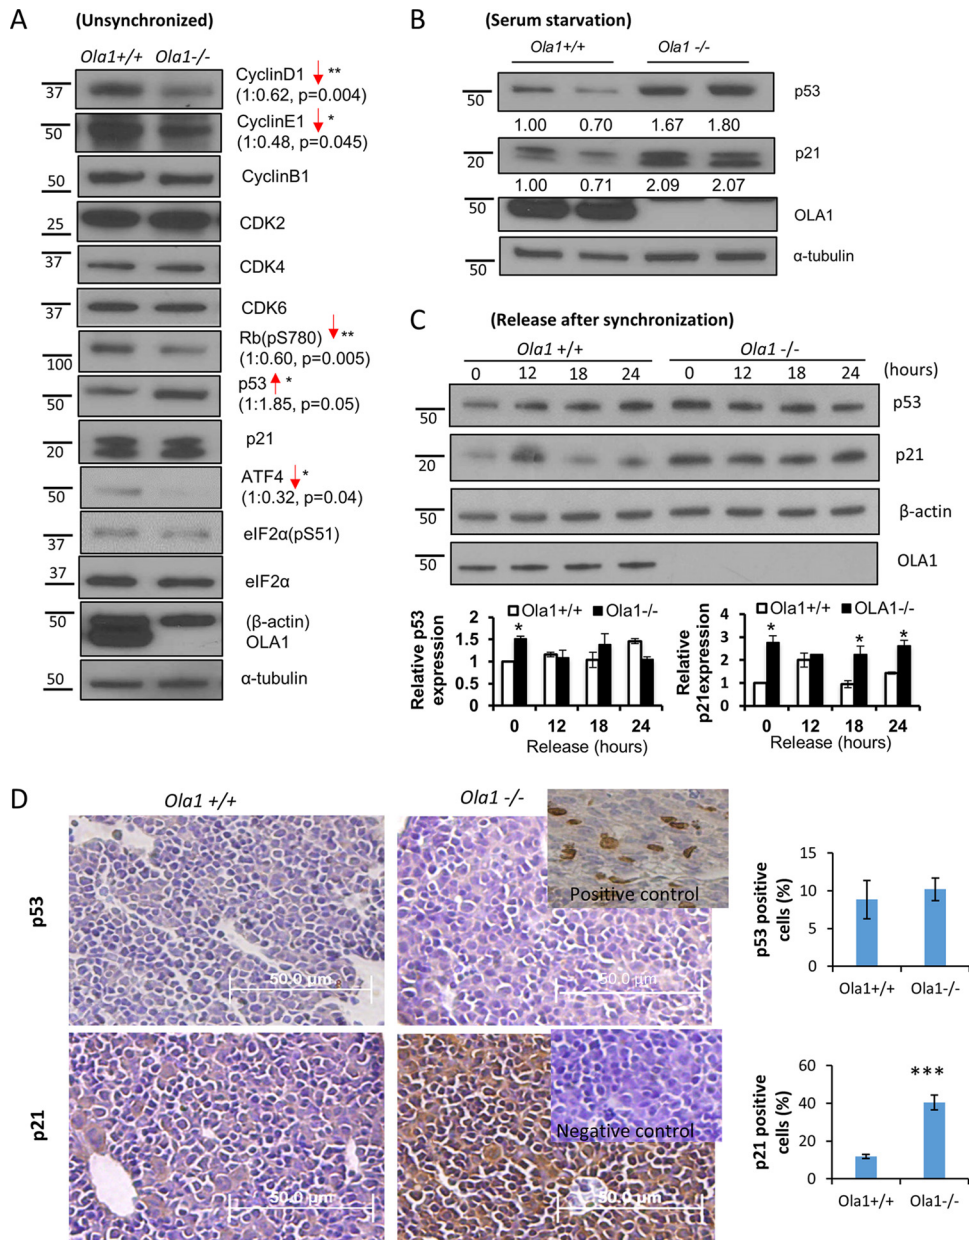 A
(Unsynchronized)
Ola1+/+ Ola1-/-
37
CyclinD1 **
(1:0.62, p=0.004)
50
CyclinE1 *
(1:0.48, p=0.045)
50
CyclinB1
25
CDK2
37
CDK4
37
CDK6
100
Rb(pS780) **
(1:0.60, p=0.005)
50
p53 *
(1:1.85, p=0.05)
20
p21
50
ATF4 *
(1:0.32, p=0.04)
37
eIF2α(pS51)
37
eIF2α
50
(β-actin)
OLA1
50
α-tubulin
B
(Serum starvation)
Ola1+/+ Ola1 -/-
50
p53
1.00 0.70 1.67 1.80
20
p21
1.00 0.71 2.09 2.07
50
OLA1
50
α-tubulin
C
(Release after synchronization)
Ola1 +/+ Ola1 -/-
0 12 18 24 0 12 18 24 (hours)
50
p53
20
p21
50
β-actin
50
OLA1
Ola1+/+ Ola1-/-
Relative p53
expression
2
1.5
1
0.5
0
*
0 12 18 24
Release (hours)
Ola1+/+ OLA1-/-
Relative
p21expression
4
3
2
1
0
* * *
0 12 18 24
Release (hours)
D
Ola1 +/+ Ola1 -/-
p53
50.0 µm
Positive control
50.0 µm
p53 positive
cells (%)
15
10
5
0
Ola1+/+ Ola1-/-
p21
50.0 µm
Negative control
50.0 µm
p21 positive
cells (%)
60
40
20
0
***
Ola1+/+ Ola1-/-